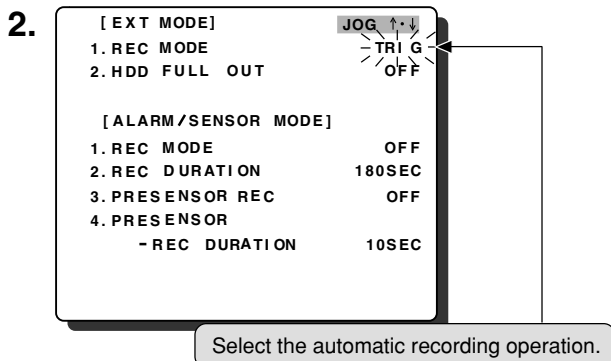 2.
[EXT MODE] JOG ↑・↓
1. REC MODE TRIG
2. HDD FULL OUT OFF
[ALARM/SENSOR MODE]
1. REC MODE OFF
2. REC DURATION 180SEC
3. PRESENSOR REC OFF
4. PRESENSOR
-REC DURATION 10SEC
Select the automatic recording operation.